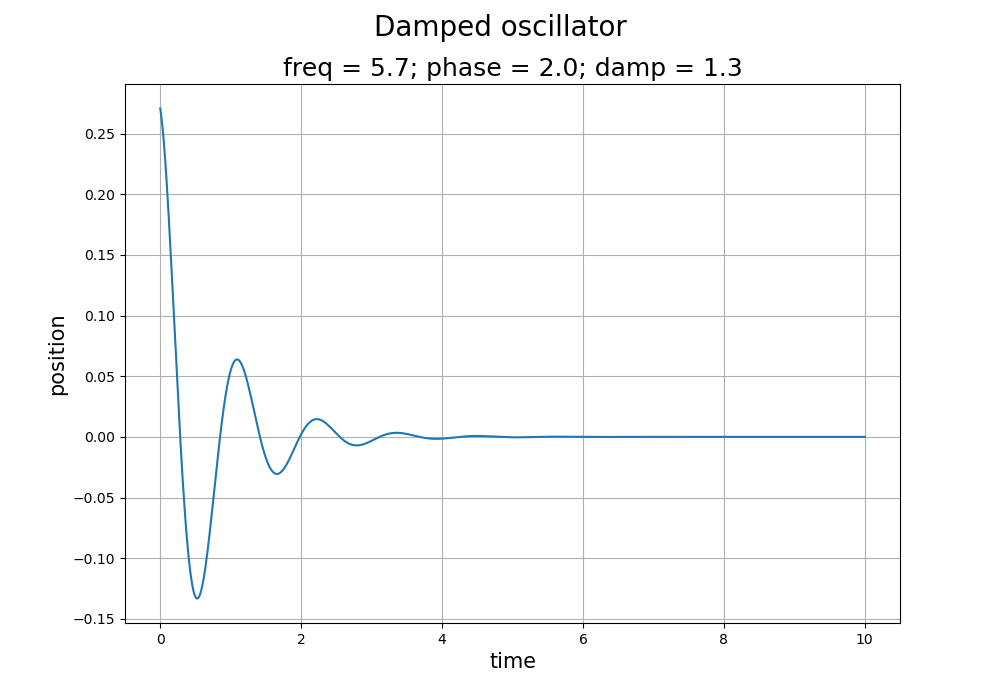 Damped oscillator
freq = 5.7; phase = 2.0; damp = 1.3
0.25
0.20
0.15
0.10
0.05
0.00
−0.05
−0.10
−0.15
position
0 2 4 6 8 10
time